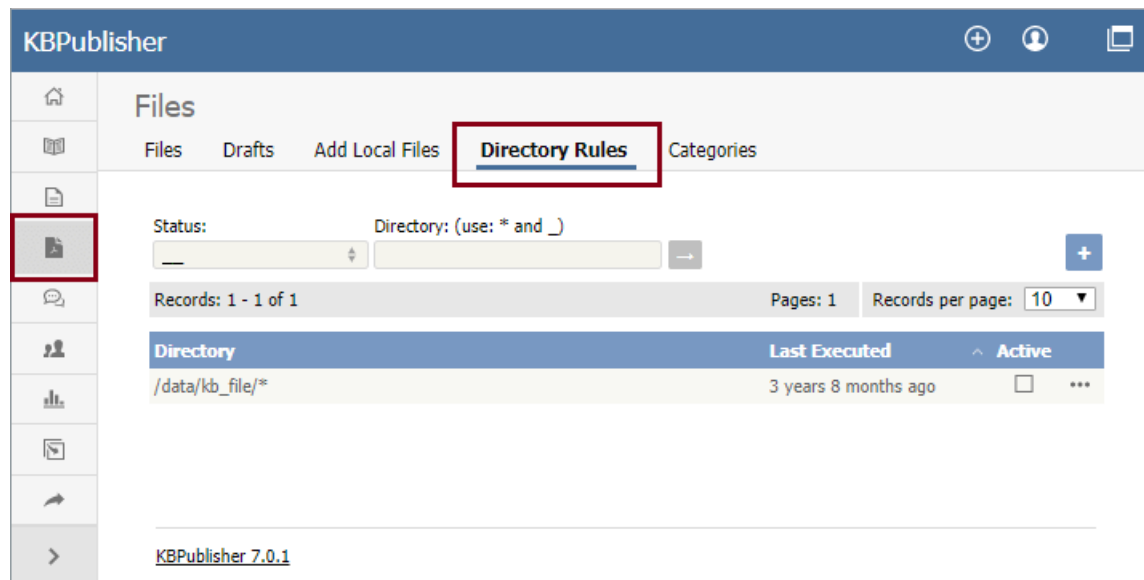 KBPublisher
Files
Files Drafts Add Local Files Directory Rules Categories
Status: Directory: (use: * and _)
__
Records: 1 - 1 of 1 Pages: 1 Records per page: 10
Directory Last Executed Active
/data/kb_file/* 3 years 8 months ago
KBPublisher 7.0.1